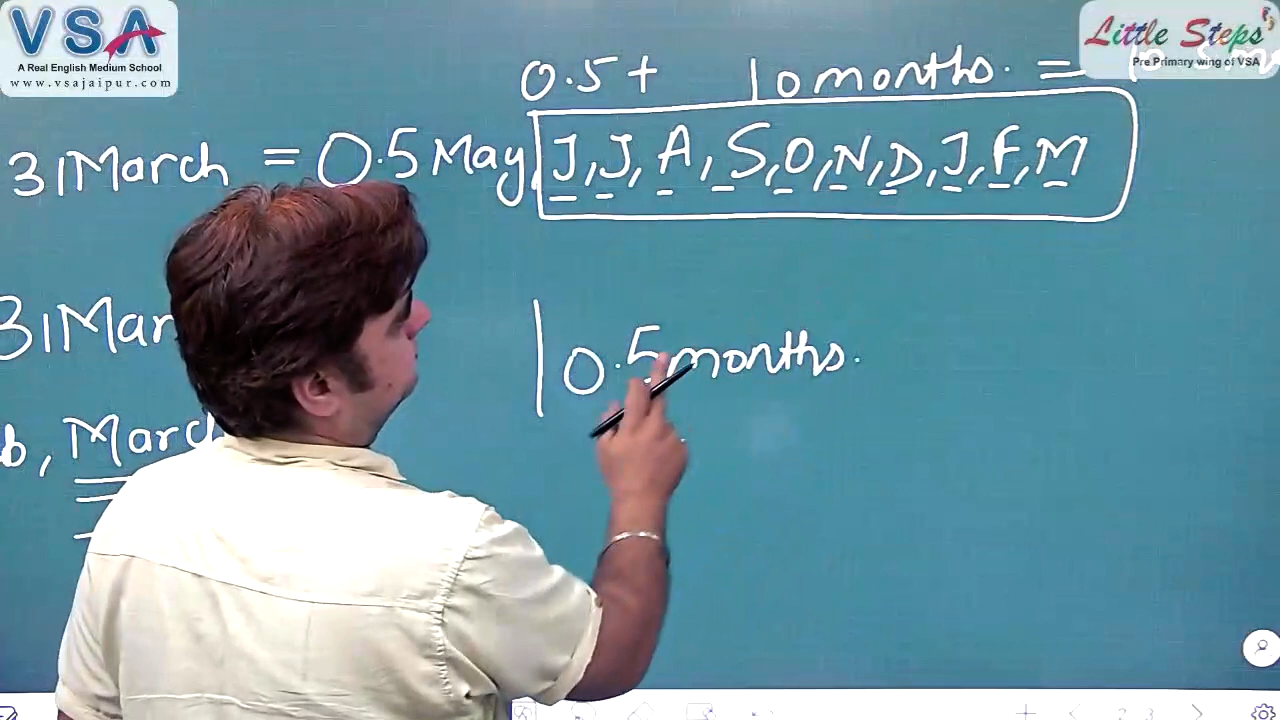 VSA
A Real English Medium School
www.vsajaipur.com
Little Steps
Pre Primary wing of VSA
0.5+ 10 months. =
31 March = 0.5 May, J, J, A, S, O, N, D, J, F, M
31 Mar
10.5 months.
b, March